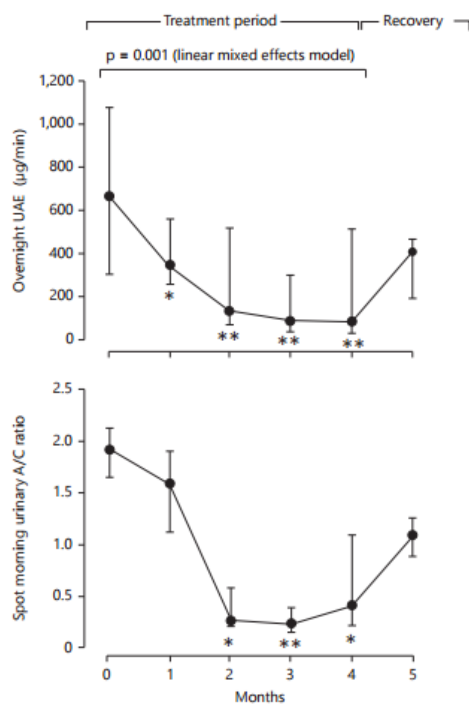 Treatment period
Recovery
p = 0.001 (linear mixed effects model)
Overnight UAE (µg/min)
1,200
1,000
800
600
400
200
0
*
**
**
**
Spot morning urinary A/C ratio
2.5
2.0
1.5
1.0
0.5
0
*
**
*
0 1 2 3 4 5
Months